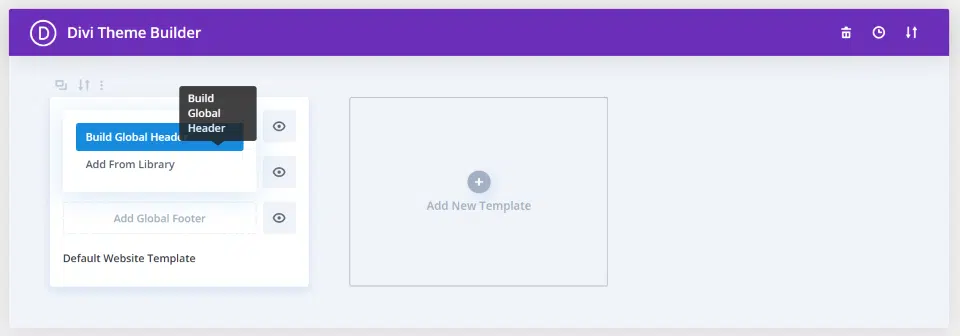 D Divi Theme Builder
Build
Global
Header
Build Global Header
Add From Library
Add Global Footer
Default Website Template
Add New Template